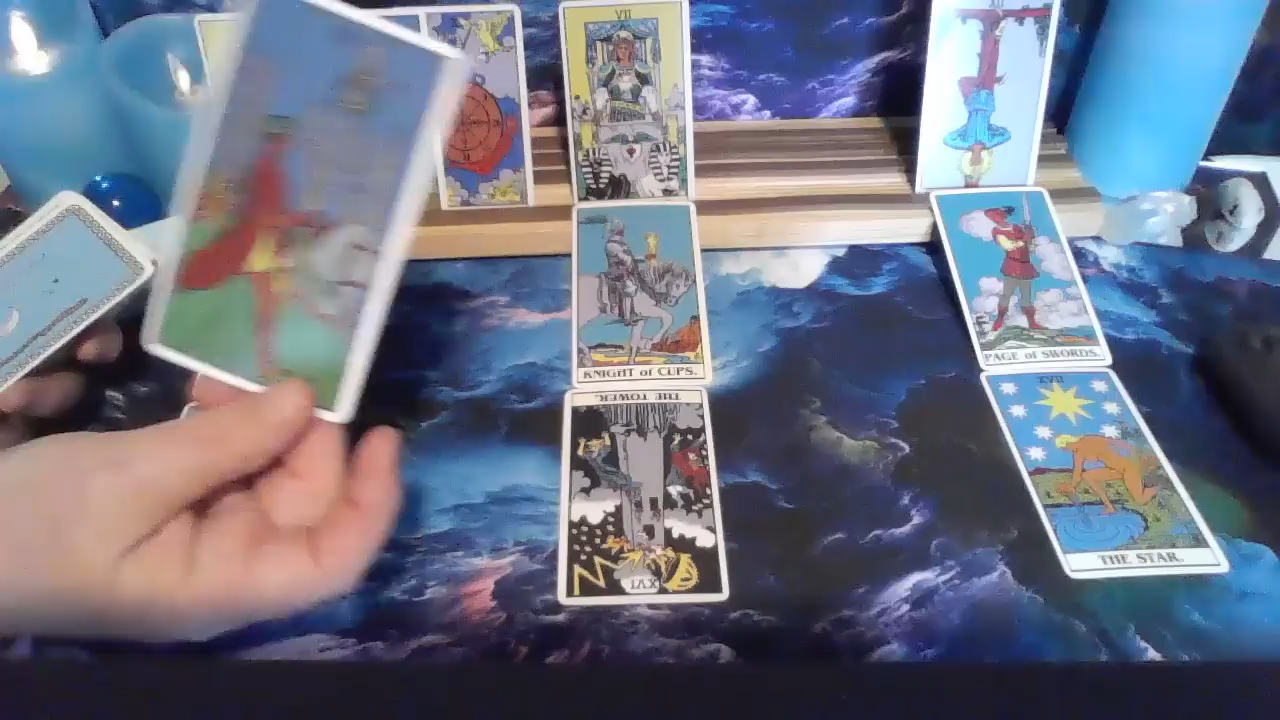 VII
KNIGHT of CUPS.
PAGE of SWORDS.
THE TOWER.
XVI
XVII
THE STAR.